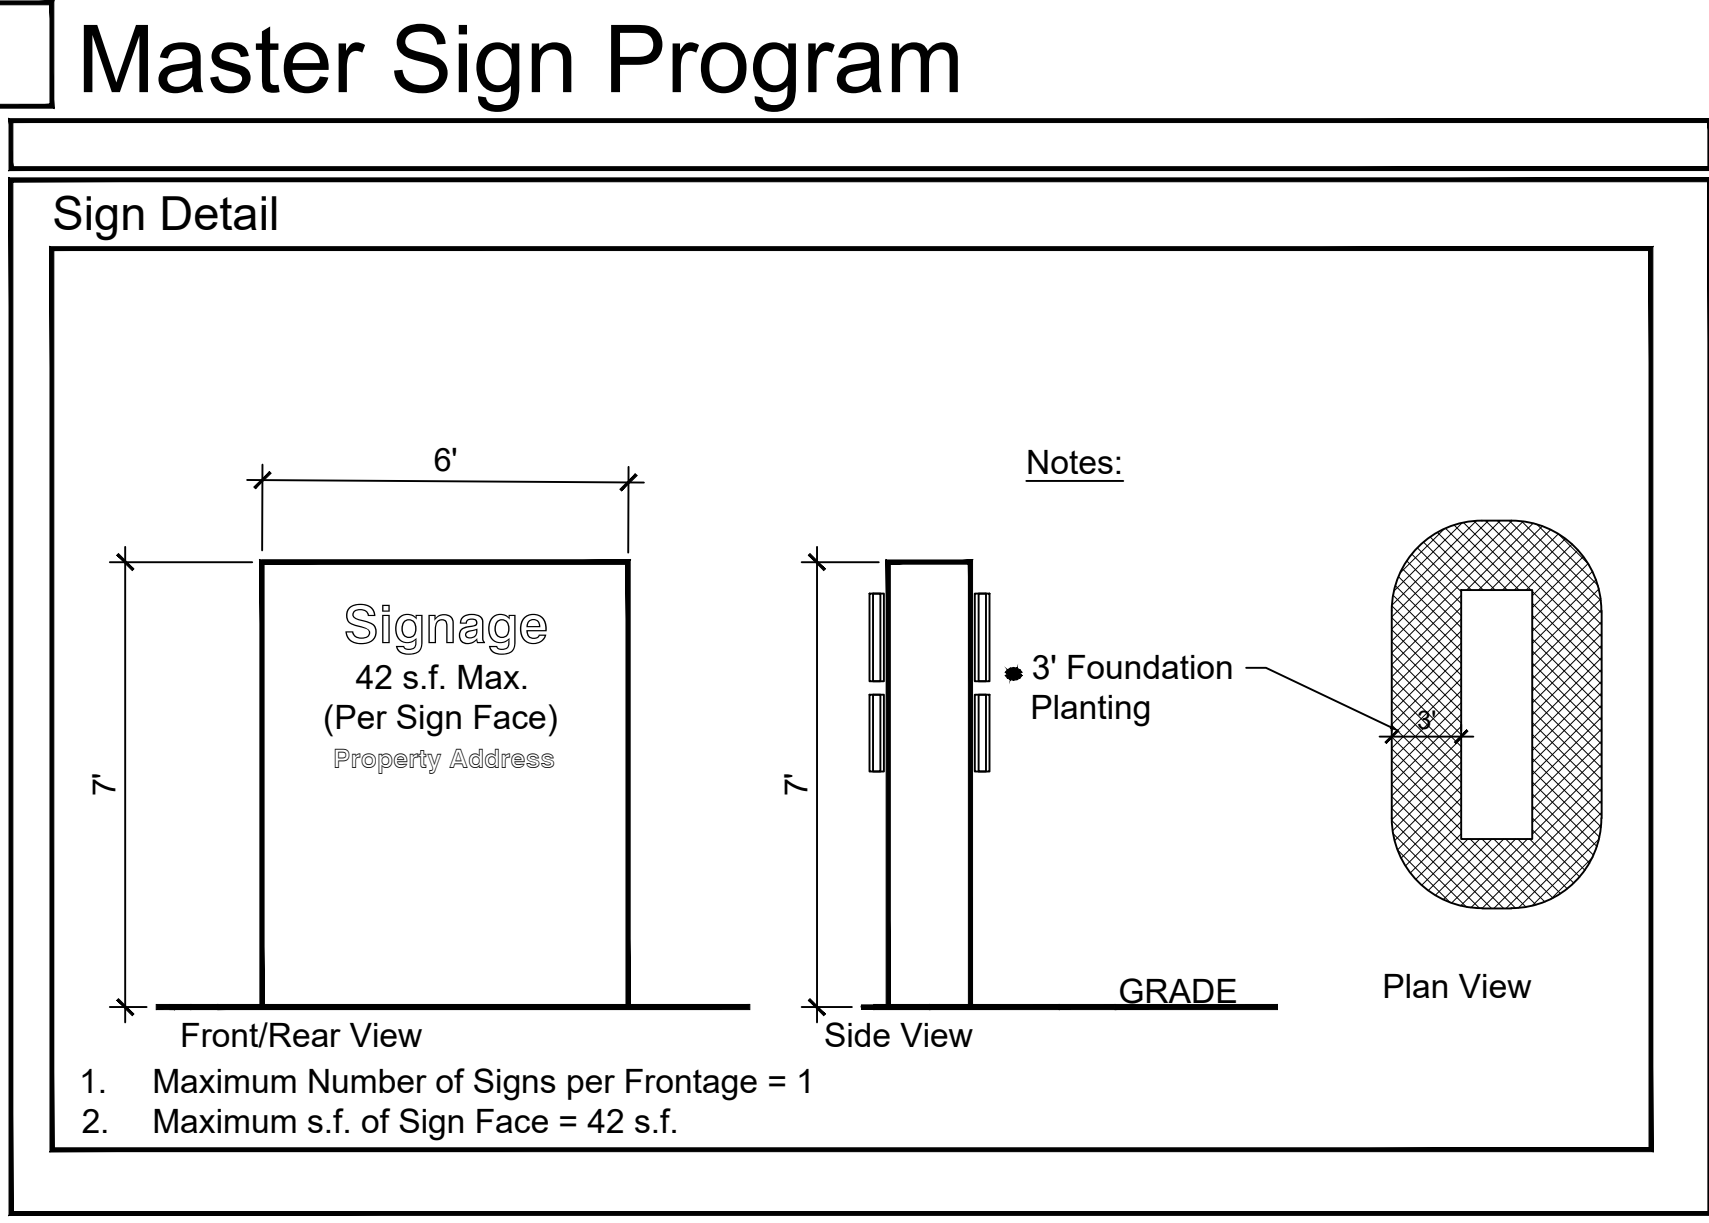 Master Sign Program
Sign Detail
6'
Notes:
Signage
42 s.f. Max.
(Per Sign Face)
Property Address
7'
7'
3' Foundation
Planting
3'
GRADE
Plan View
Front/Rear View
Side View
1. Maximum Number of Signs per Frontage = 1
2. Maximum s.f. of Sign Face = 42 s.f.